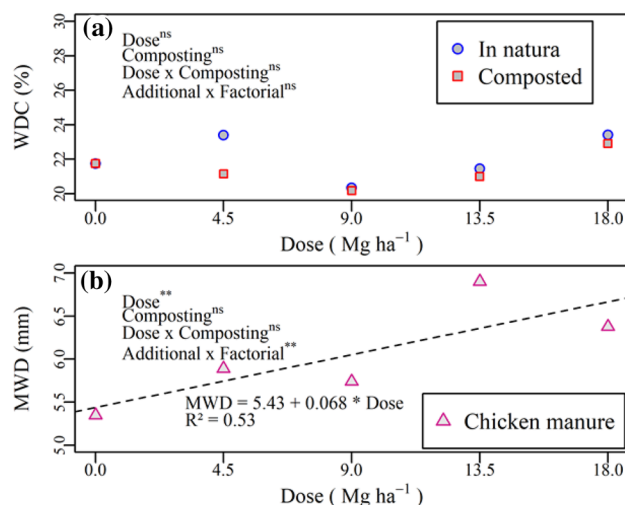 (a)
Dose^ns
Composting^ns
Dose x Composting^ns
Additional x Factorial^ns
In natura
Composted
WDC (%)
30
28
26
24
22
20
0.0 4.5 9.0 13.5 18.0
Dose ( Mg ha⁻¹ )
(b)
Dose^**
Composting^ns
Dose x Composting^ns
Additional x Factorial^**
MWD = 5.43 + 0.068 * Dose
R² = 0.53
Chicken manure
MWD (mm)
7.0
6.5
6.0
5.5
5.0
0.0 4.5 9.0 13.5 18.0
Dose ( Mg ha⁻¹ )